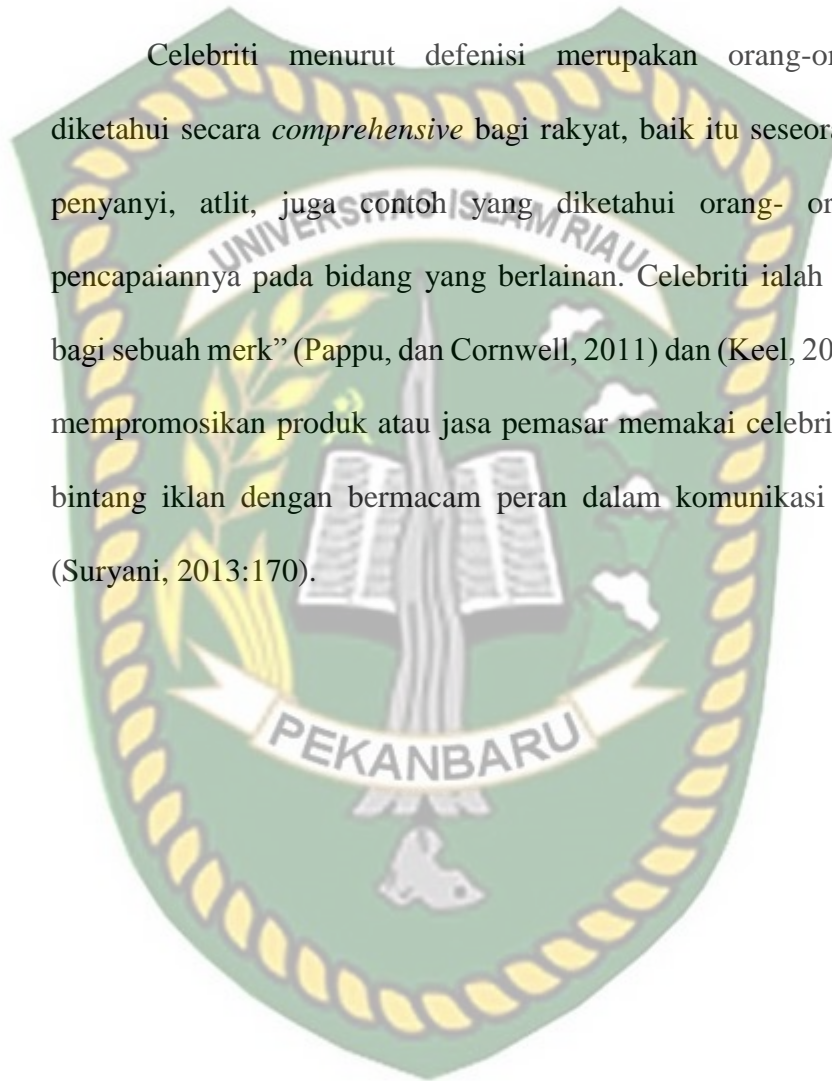 Celebriti menurut defenisi merupakan orang-or
diketahui secara comprehensive bagi rakyat, baik itu seseora
penyanyi, atlit, juga contoh yang diketahui orang- or
UNIVERSITAS ISLAM RIAU
pencapaiannya pada bidang yang berlainan. Celebriti ialah
bagi sebuah merk” (Pappu, dan Cornwell, 2011) dan (Keel, 20
mempromosikan produk atau jasa pemasar memakai celebri
bintang iklan dengan bermacam peran dalam komunikasi
(Suryani, 2013:170).
PEKANBARU